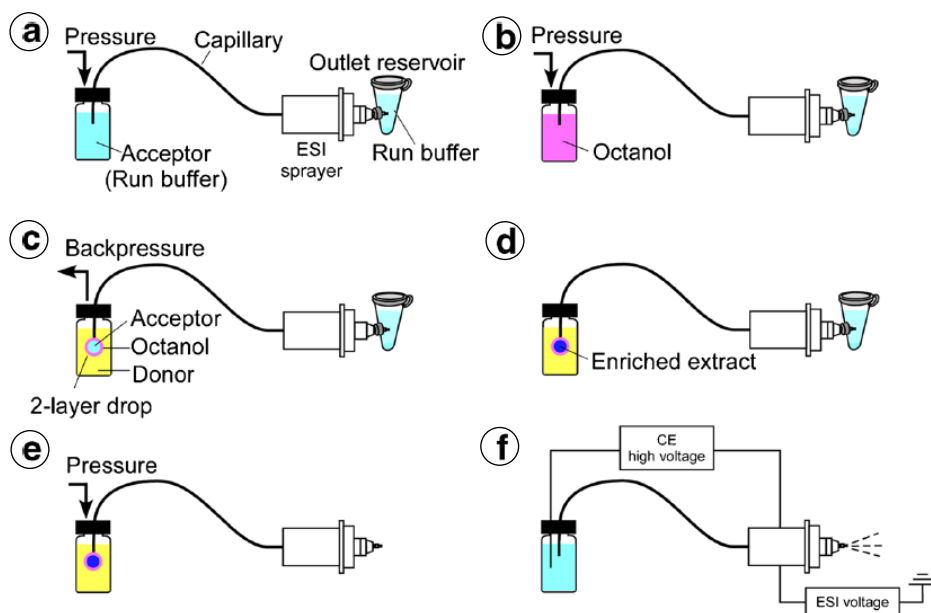 a
Pressure
Capillary
Outlet reservoir
Acceptor
(Run buffer)
ESI
sprayer
Run buffer
b
Pressure
Octanol
c
Backpressure
Acceptor
Octanol
Donor
2-layer drop
d
Enriched extract
e
Pressure
f
CE
high voltage
ESI voltage